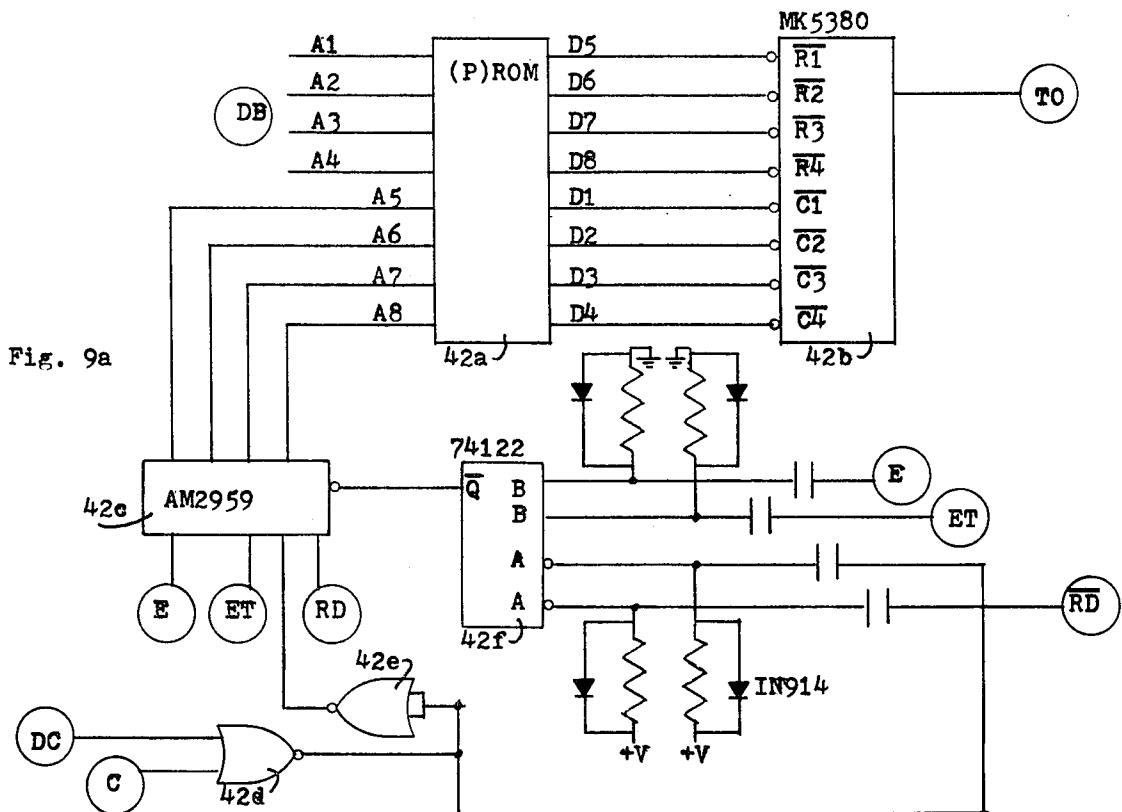 MK5380
A1
D5
R1
(P)ROM
A2
D6
R2
DB
TO
A3
D7
R3
A4
D8
R4
A5
D1
C1
A6
D2
C2
A7
D3
C3
A8
D4
C4
Fig. 9a
42a
42b
74122
AM2959
Q
B
E
42c
B
ET
A
E
ET
RD
A
RD
42f
42e
IN914
DC
+V
+V
C
42d